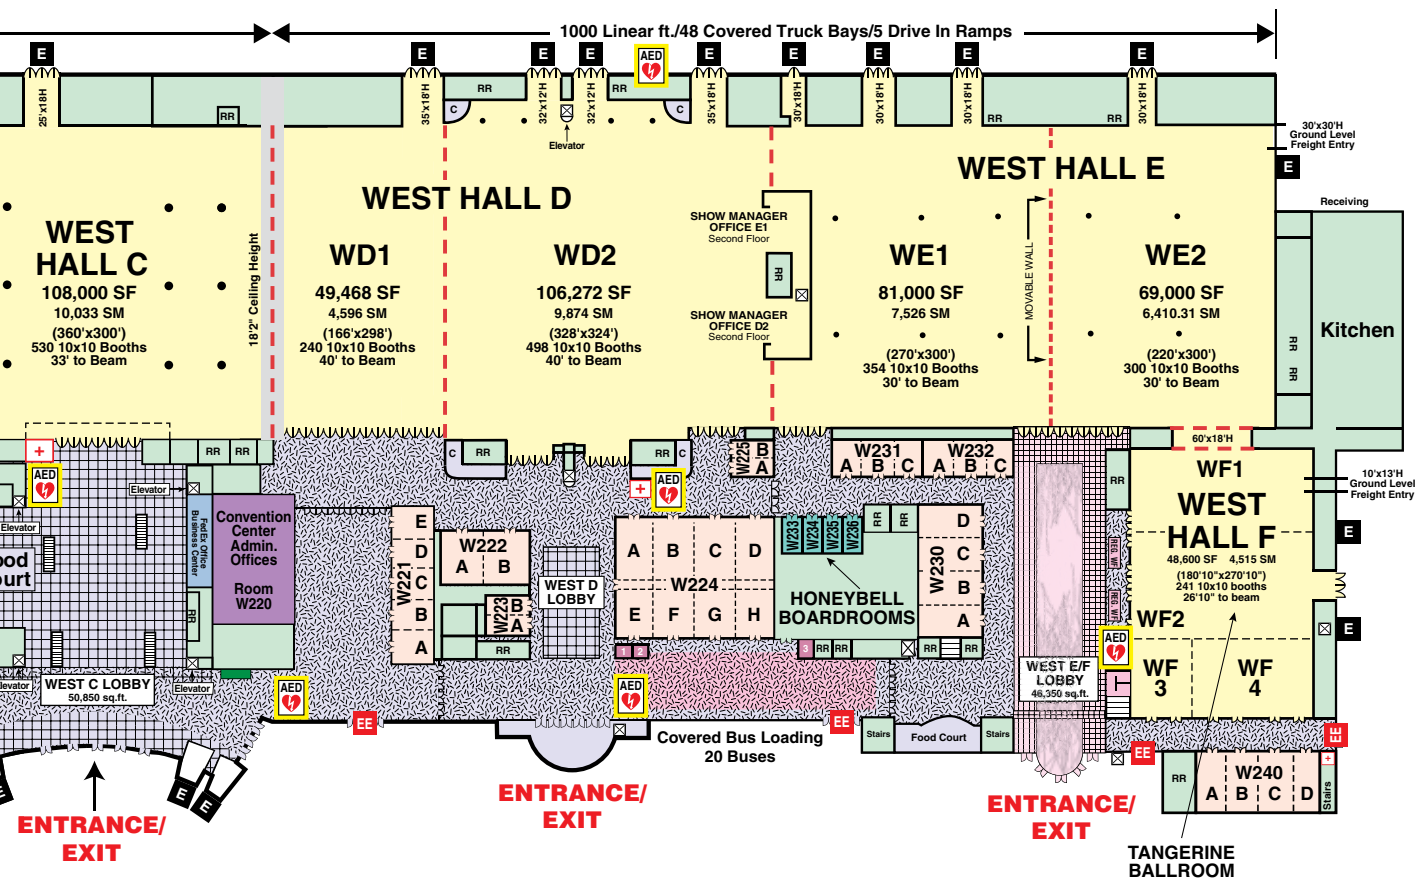 1000 Linear ft./48 Covered Truck Bays/5 Drive In Ramps
E
E
E
E
AED
E
E
E
E
E
25'x18'H
RR
35'x18'H
C
RR
32'x12'H
32'x12'H
RR
C
35'x18'H
30'x18'H
30'x18'H
30'x18'H
RR
RR
30'x18'H
Elevator
30'x30'H
Ground Level
Freight Entry
E
WEST HALL D
WEST HALL E
Receiving
WEST
HALL C
108,000 SF
10,033 SM
(360'x300')
530 10x10 Booths
33' to Beam
18'2" Ceiling Height
WD1
49,468 SF
4,596 SM
(166'x298')
240 10x10 Booths
40' to Beam
WD2
106,272 SF
9,874 SM
(328'x324')
498 10x10 Booths
40' to Beam
SHOW MANAGER
OFFICE E1
Second Floor
RR
SHOW MANAGER
OFFICE D2
Second Floor
WE1
81,000 SF
7,526 SM
(270'x300')
354 10x10 Booths
30' to Beam
MOVABLE WALL
WE2
69,000 SF
6,410.31 SM
(220'x300')
300 10x10 Booths
30' to Beam
RR
RR
Kitchen
+
AED
RR
RR
C
RR
RR
C
+
AED
W225
B
A
W231
A B C
W232
A B C
60'x18'H
10'x13'H
Ground Level
Freight Entry
Elevator
Elevator
FedEx Office
Business Center
Convention
Center
Admin.
Offices
Room
W220
RR
ood
ourt
levator
Elevator
WEST C LOBBY
50,850 sq.ft.
AED
W221
E
D
C
B
A
W222
A B
W223
B
A
RR
WEST D
LOBBY
W224
A B C D
E F G H
W233
W234
W235
W236
RR
RR
HONEYBELL
BOARDROOMS
W230
D
C
B
A
1 2
3
RR RR
RR
RR
AED
RR
WF1
WEST
HALL F
48,600 SF 4,515 SM
(180'10"x270'10")
241 10x10 booths
26'10" to beam
REG. WF
REG. WF
WF2
WF
3
WF
4
E
E
AED
WEST E/F
LOBBY
46,350 sq.ft.
EE
EE
EE
EE
Covered Bus Loading
20 Buses
Stairs
Food Court
Stairs
RR
W240
A B C D
+
Stairs
E
E
E
ENTRANCE/
EXIT
ENTRANCE/
EXIT
ENTRANCE/
EXIT
TANGERINE
BALLROOM